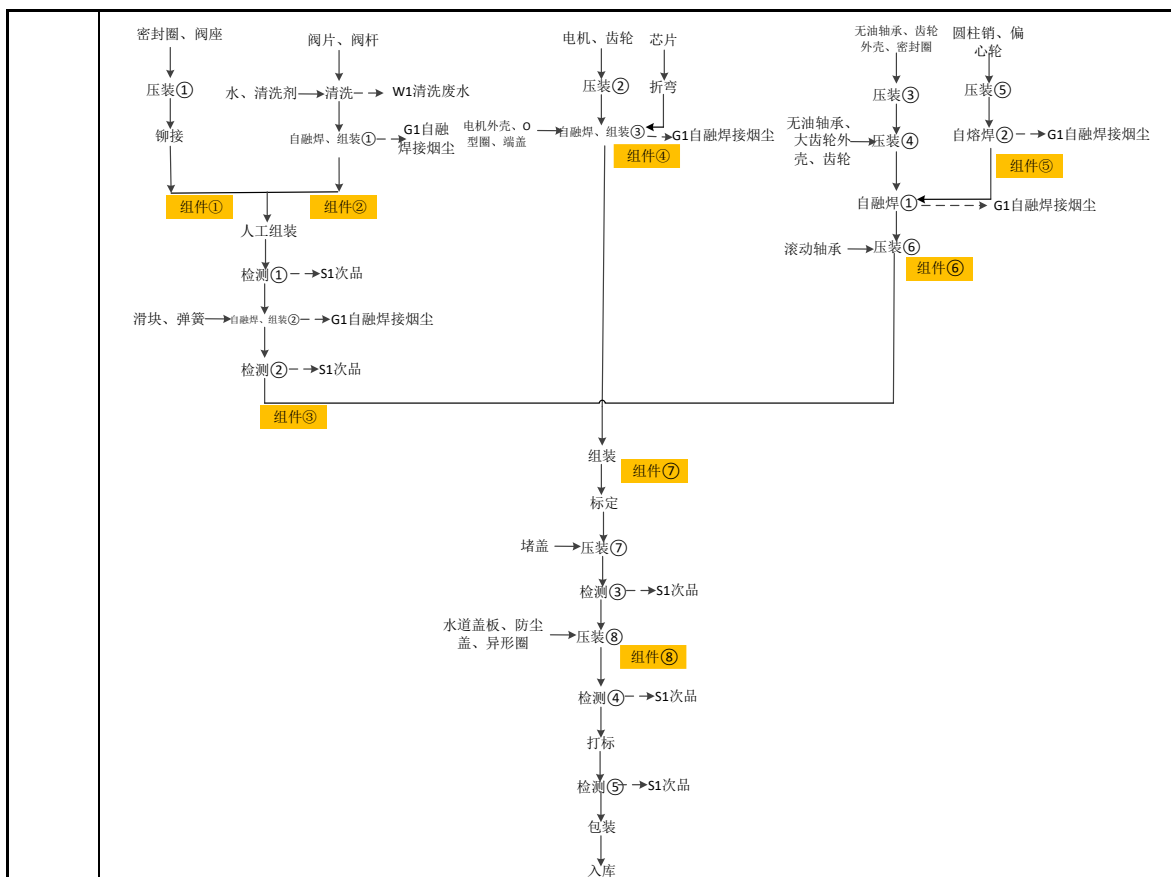 密封圈、阀座
阀片、阀杆
电机、齿轮
芯片
无油轴承、齿轮
外壳、密封圈
圆柱销、偏
心轮
压装①
水、清洗剂
清洗
W1清洗废水
压装②
折弯
压装③
压装⑤
铆接
自融焊、组装①
G1自融
焊接烟尘
电机外壳、O
型圈、端盖
自融焊、组装③
G1自融焊接烟尘
无油轴承、
大齿轮外
壳、齿轮
压装④
自熔焊②
G1自融焊接烟尘
组件④
组件⑤
组件①
组件②
自融焊①
G1自融焊接烟尘
人工组装
滚动轴承
压装⑥
组件⑥
检测①
S1次品
滑块、弹簧
自融焊、组装②
G1自融焊接烟尘
检测②
S1次品
组件③
组装
组件⑦
标定
堵盖
压装⑦
检测③
S1次品
水道盖板、防尘
盖、异形圈
压装⑧
组件⑧
检测④
S1次品
打标
检测⑤
S1次品
包装
入库